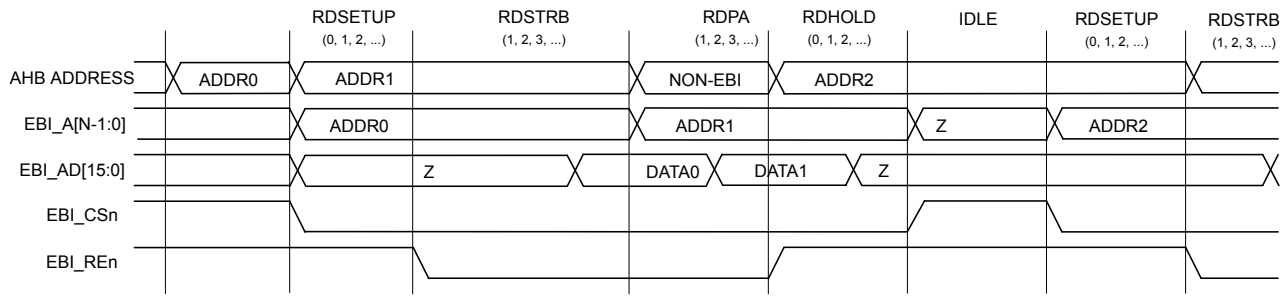 RDSETUP RDSTRB RDPA RDHOLD IDLE RDSETUP RDSTRB
(0, 1, 2, ...) (1, 2, 3, ...) (1, 2, 3, ...) (0, 1, 2, ...) (0, 1, 2, ...) (1, 2, 3, ...)
AHB ADDRESS ADDR0 ADDR1 NON-EBI ADDR2
EBI_A[N-1:0] ADDR0 ADDR1 Z ADDR2
EBI_AD[15:0] Z DATA0 DATA1 Z
EBI_CSn
EBI_REn